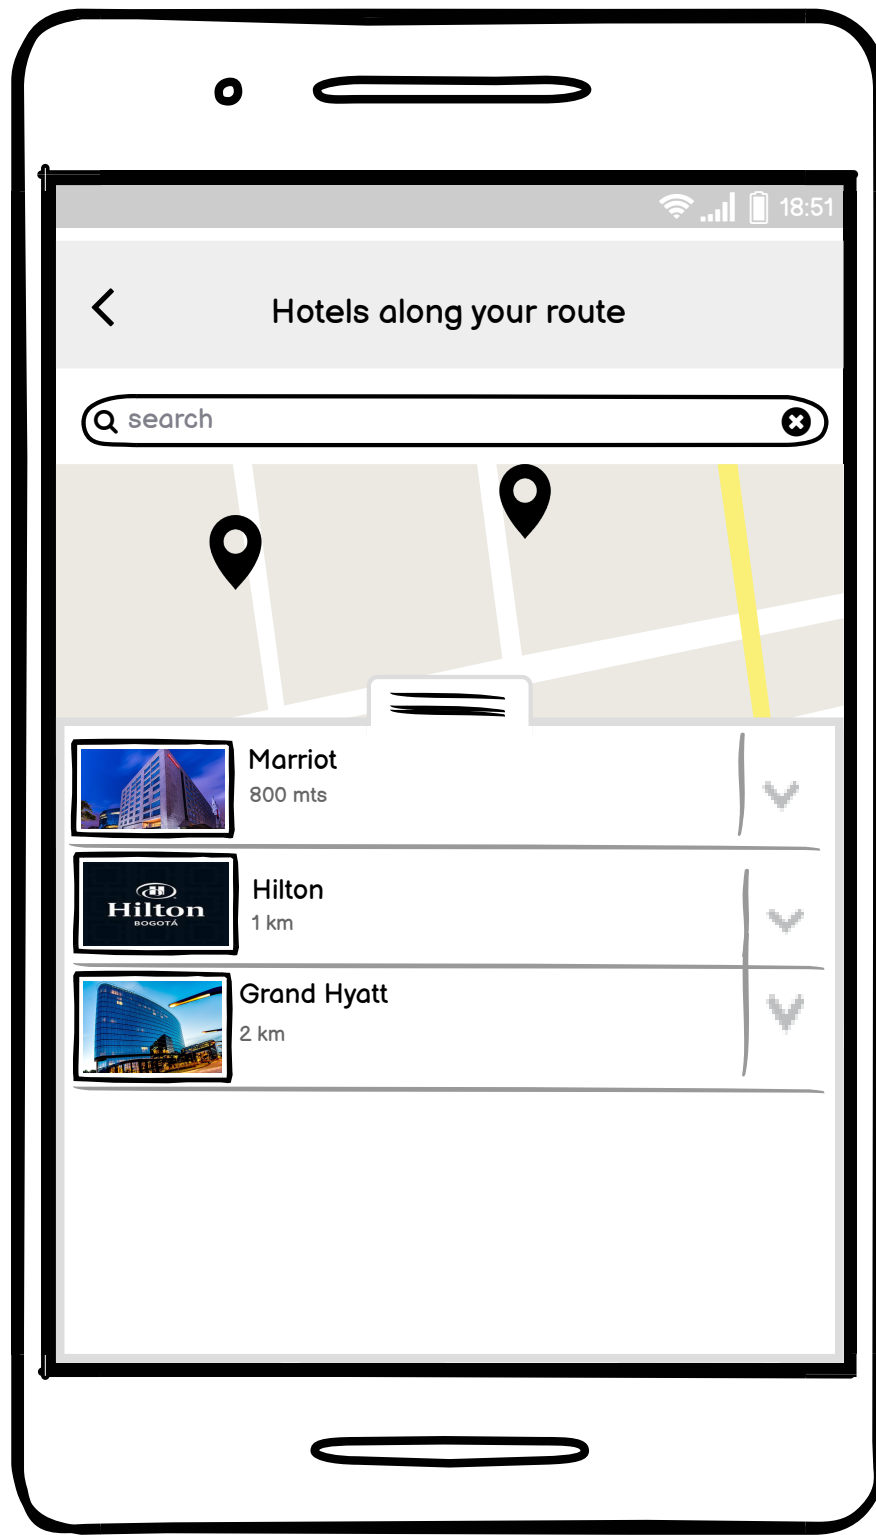 18:51
Hotels along your route
search
Marriot
800 mts
Hilton
BOGOTÁ
Hilton
1 km
Grand Hyatt
2 km